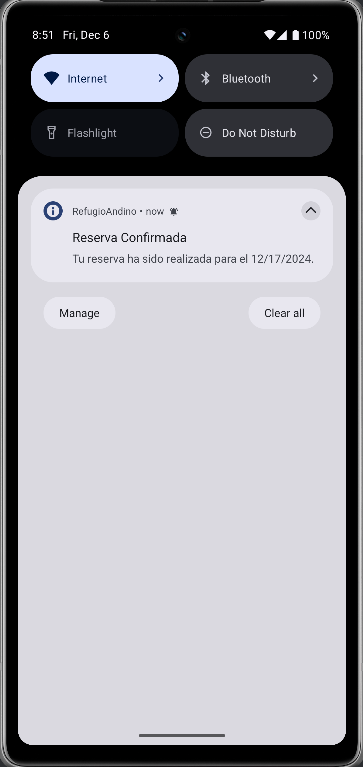 8:51 Fri, Dec 6 100%
Internet
Bluetooth
Flashlight
Do Not Disturb
RefugioAndino • now
Reserva Confirmada
Tu reserva ha sido realizada para el 12/17/2024.
Manage
Clear all